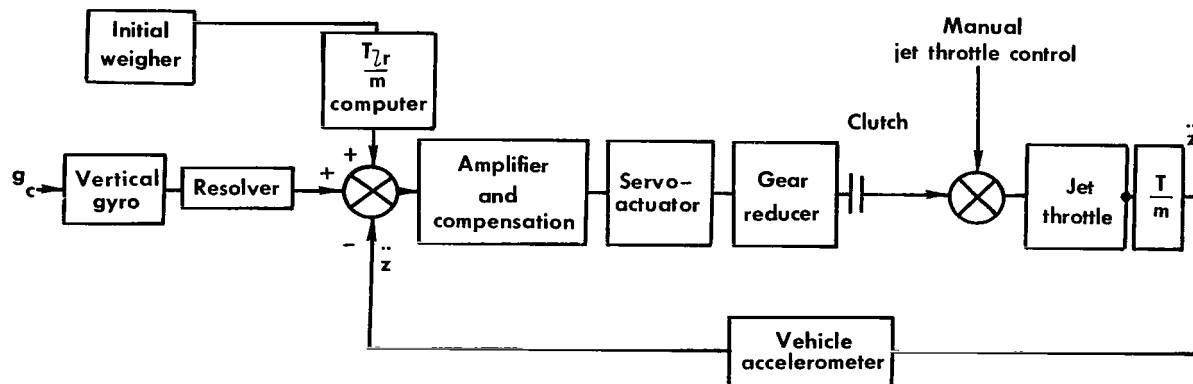 Initial
weigher
T_lr
m
computer
Manual
jet throttle control
Clutch
g_c
Vertical
gyro
Resolver
+
+
-
z̈
Amplifier
and
compensation
Servo-
actuator
Gear
reducer
Jet
throttle
T
m
z̈
Vehicle
accelerometer